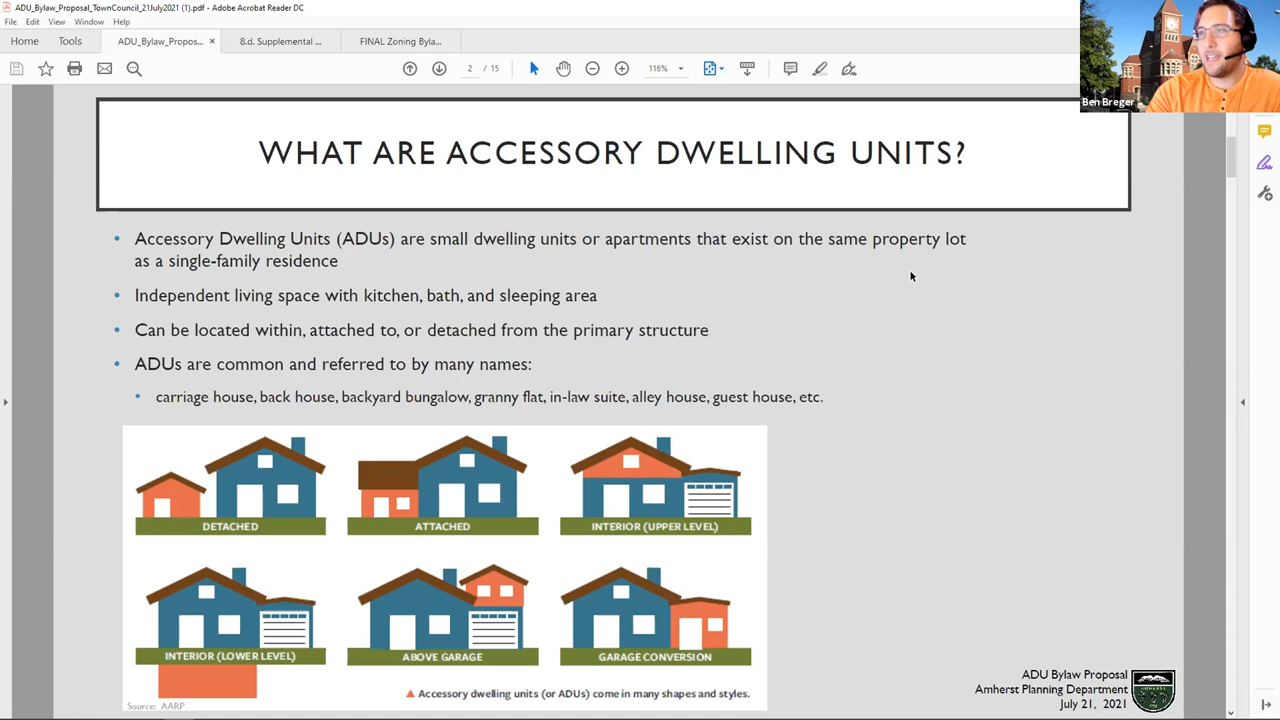 ADU_Bylaw_Proposal_TownCouncil_21July2021 (1).pdf - Adobe Acrobat Reader DC
File Edit View Window Help
Home Tools ADU_Bylaw_Propos... × 8.d. Supplemental ... FINAL Zoning Byla...
2 / 15 116%
Ben Breger
WHAT ARE ACCESSORY DWELLING UNITS?
• Accessory Dwelling Units (ADUs) are small dwelling units or apartments that exist on the same property lot
as a single-family residence
• Independent living space with kitchen, bath, and sleeping area
• Can be located within, attached to, or detached from the primary structure
• ADUs are common and referred to by many names:
• carriage house, back house, backyard bungalow, granny flat, in-law suite, alley house, guest house, etc.
DETACHED ATTACHED INTERIOR (UPPER LEVEL)
INTERIOR (LOWER LEVEL) ABOVE GARAGE GARAGE CONVERSION
▲ Accessory dwelling units (or ADUs) come in many shapes and styles.
Source: AARP
ADU Bylaw Proposal
Amherst Planning Department
July 21, 2021